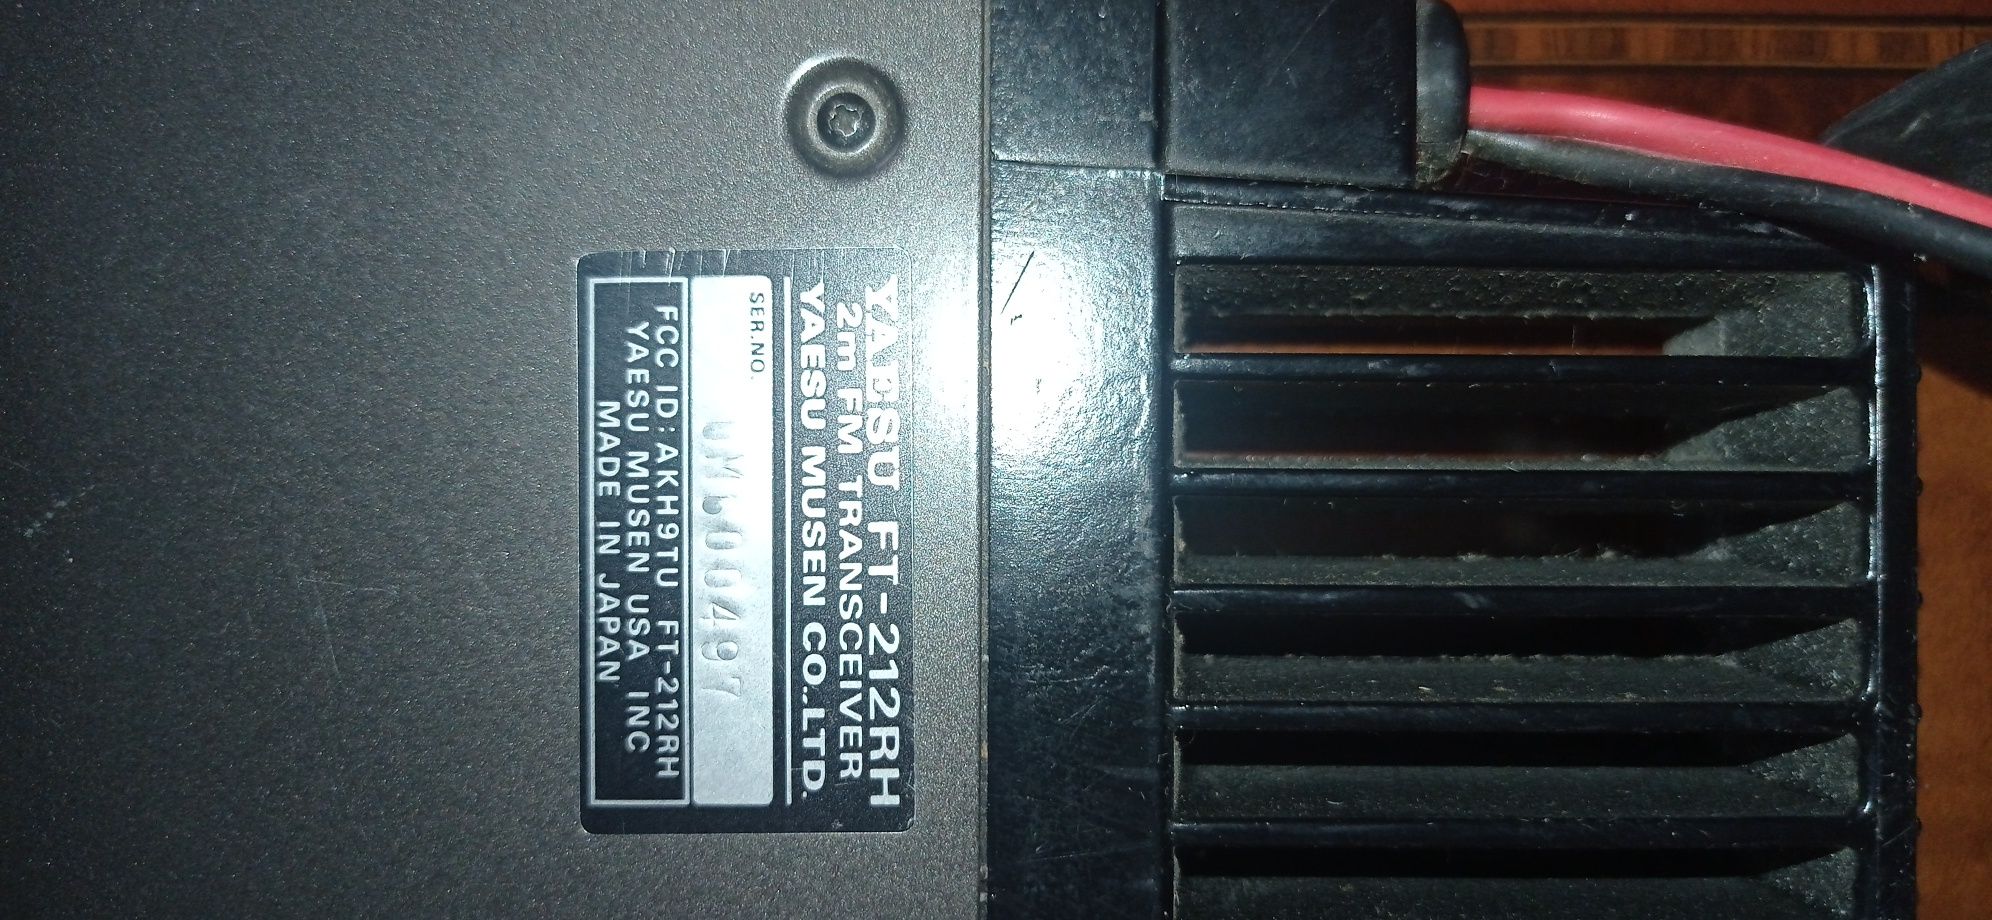 YAESU FT-212RH
2m FM TRANSCEIVER
YAESU MUSEN CO.,LTD.
SER.NO.
FCC ID: AKH9TU FT-212RH
YAESU MUSEN USA INC
MADE IN JAPAN